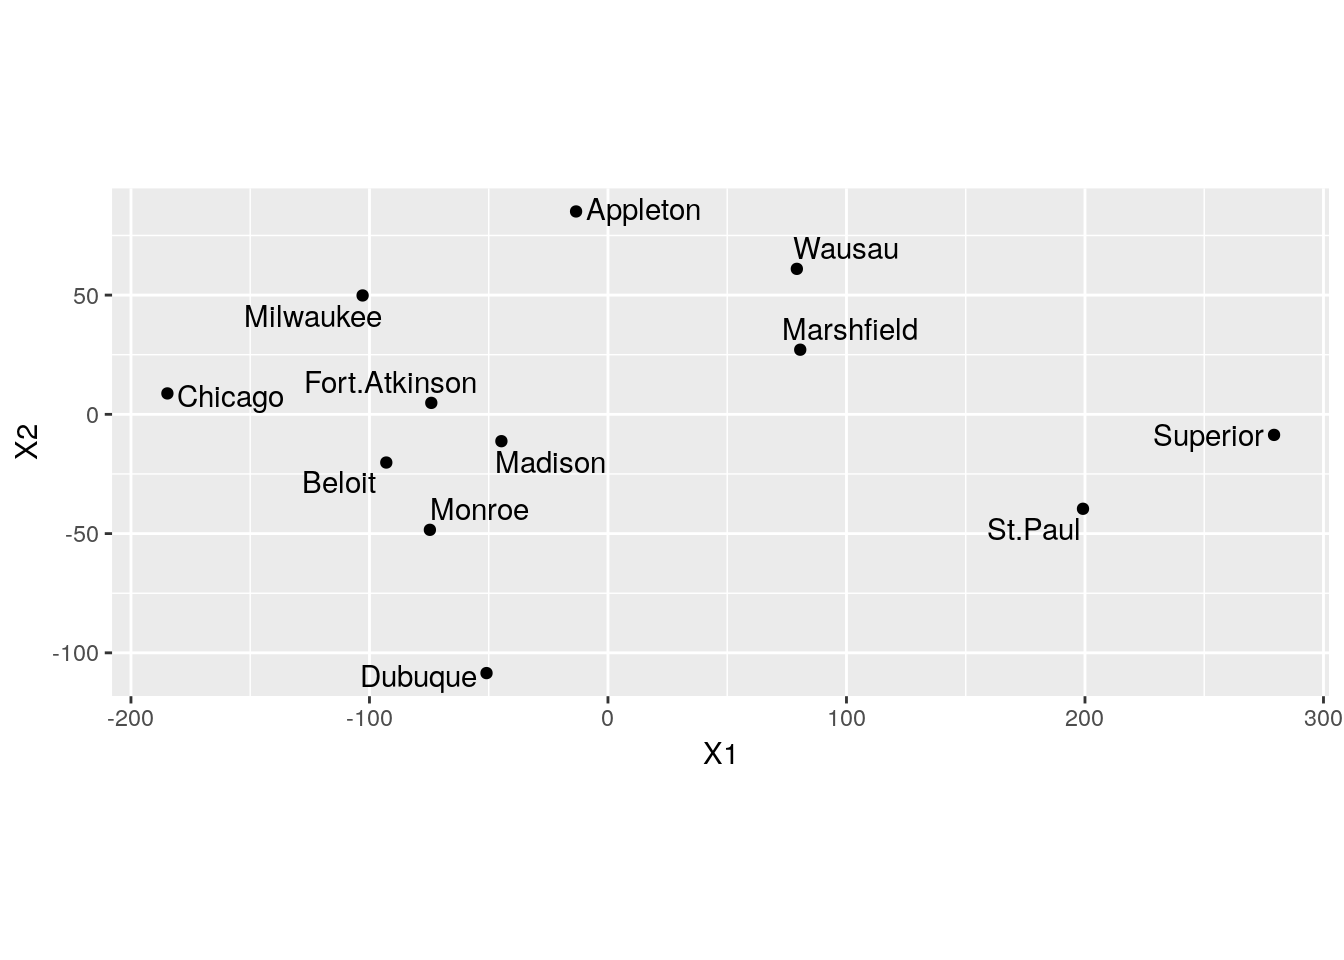 Appleton
Wausau
50
Milwaukee
Marshfield
Fort.Atkinson
Chicago
0
X2
Superior
Madison
Beloit
Monroe
St.Paul
-50
-100
Dubuque
-200 -100 0 100 200 300
X1